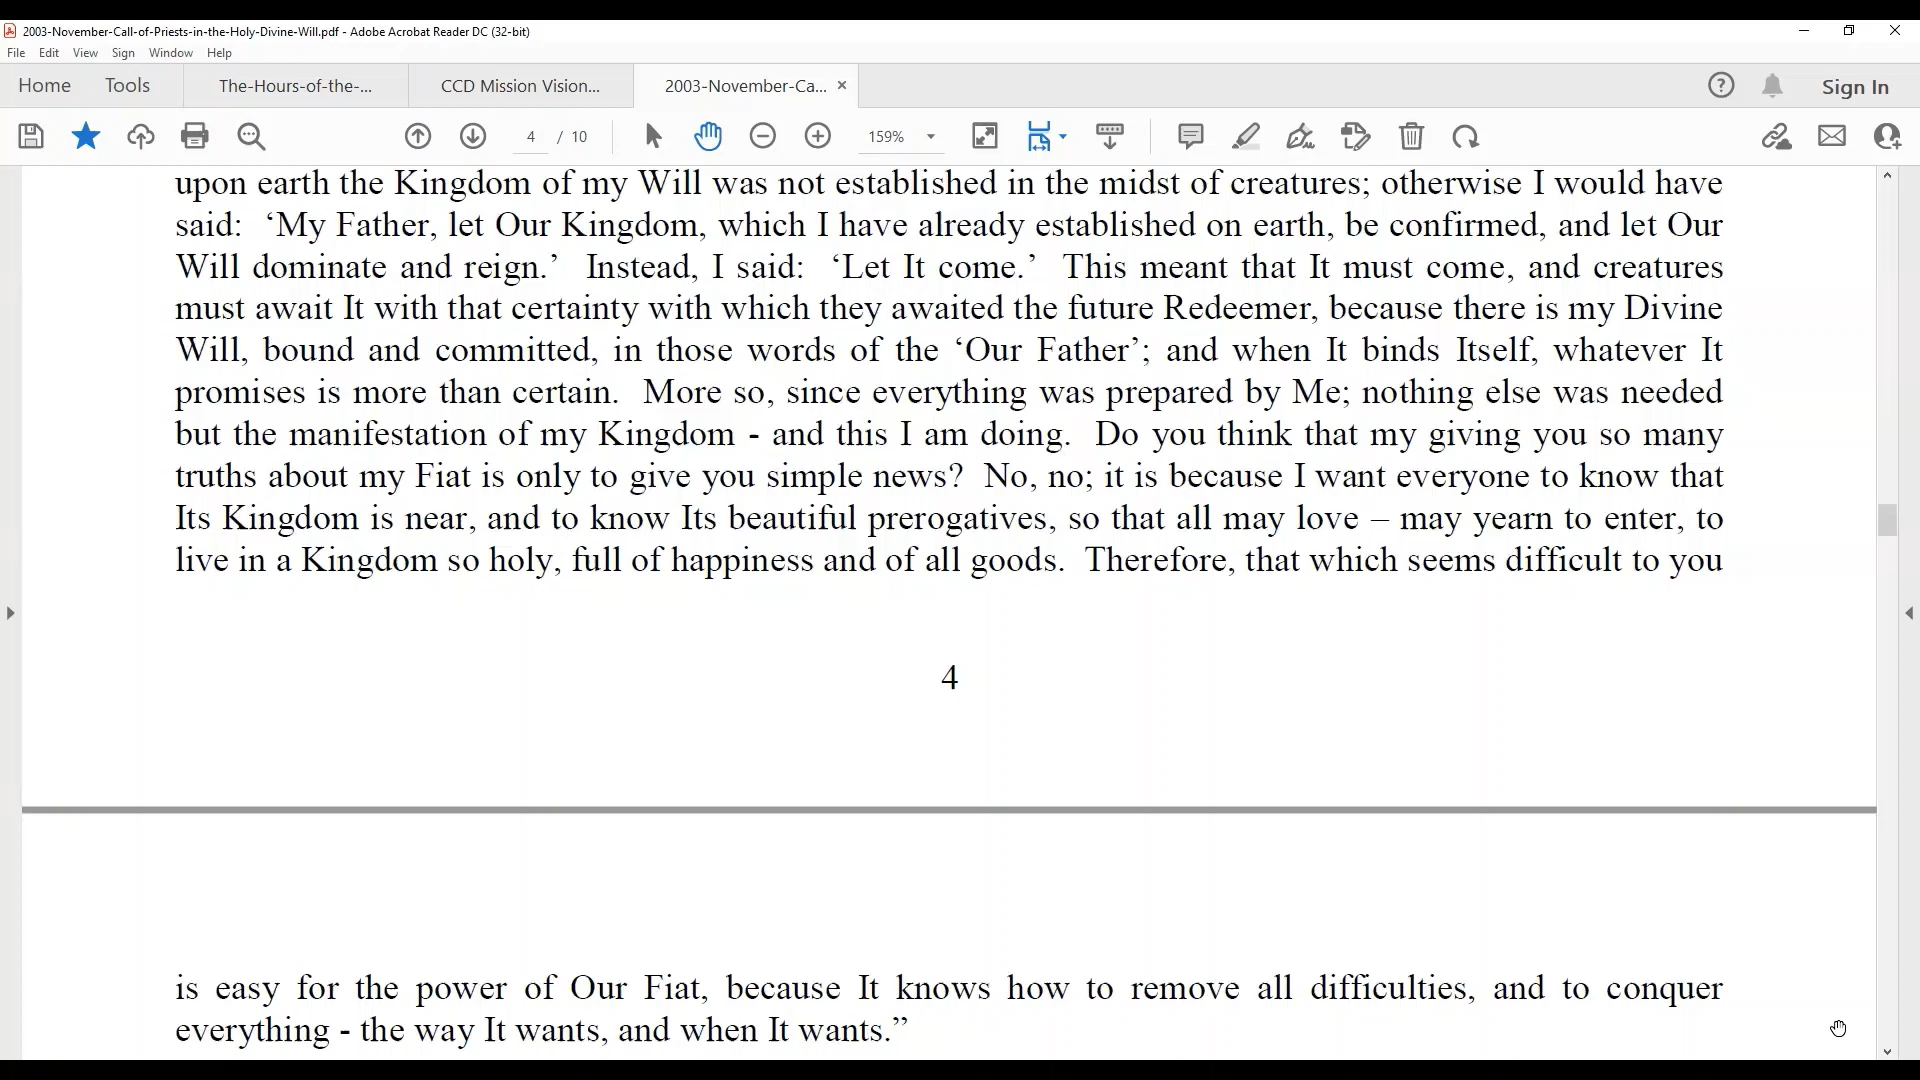 2003-November-Call-of-Priests-in-the-Holy-Divine-Will.pdf - Adobe Acrobat Reader DC (32-bit)
File Edit View Sign Window Help
Home Tools The-Hours-of-the-... CCD Mission Vision... 2003-November-Ca... Sign In
4 / 10 159%
upon earth the Kingdom of my Will was not established in the midst of creatures; otherwise I would have
said: ‘My Father, let Our Kingdom, which I have already established on earth, be confirmed, and let Our
Will dominate and reign.’ Instead, I said: ‘Let It come.’ This meant that It must come, and creatures
must await It with that certainty with which they awaited the future Redeemer, because there is my Divine
Will, bound and committed, in those words of the ‘Our Father’; and when It binds Itself, whatever It
promises is more than certain. More so, since everything was prepared by Me; nothing else was needed
but the manifestation of my Kingdom - and this I am doing. Do you think that my giving you so many
truths about my Fiat is only to give you simple news? No, no; it is because I want everyone to know that
Its Kingdom is near, and to know Its beautiful prerogatives, so that all may love – may yearn to enter, to
live in a Kingdom so holy, full of happiness and of all goods. Therefore, that which seems difficult to you
4
is easy for the power of Our Fiat, because It knows how to remove all difficulties, and to conquer
everything - the way It wants, and when It wants.”